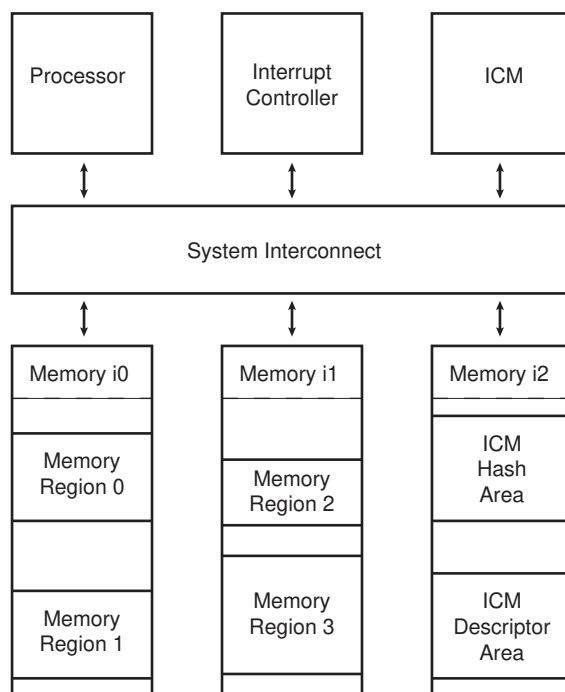 Processor
Interrupt
Controller
ICM
System Interconnect
Memory i0
Memory i1
Memory i2
Memory
Region 0
Memory
Region 2
ICM
Hash
Area
Memory
Region 1
Memory
Region 3
ICM
Descriptor
Area